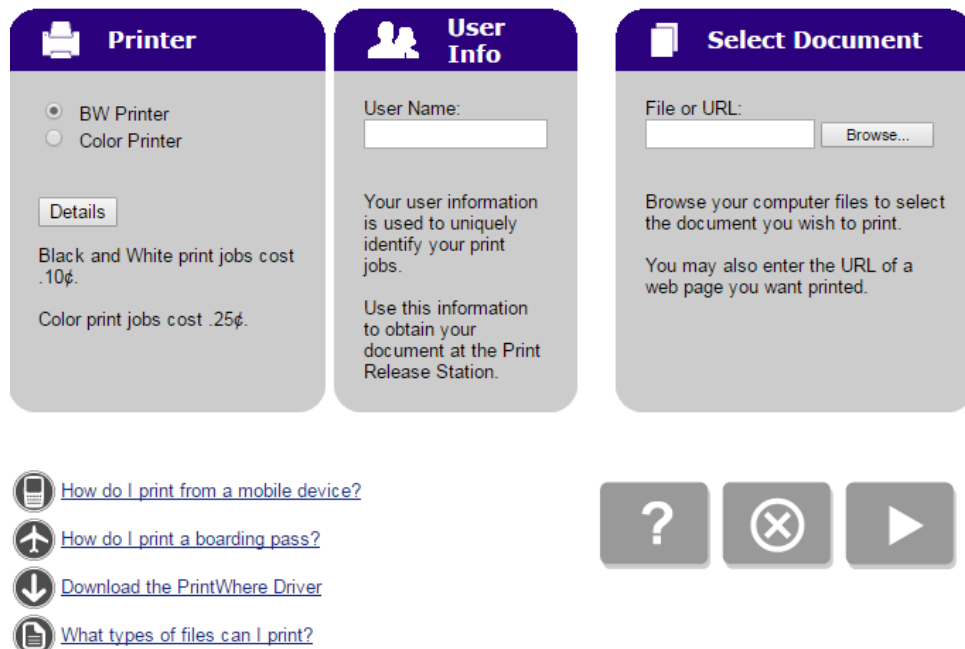 Printer
BW Printer
Color Printer
Details
Black and White print jobs cost
.10¢.
Color print jobs cost .25¢.
User
Info
User Name:
Your user information
is used to uniquely
identify your print
jobs.
Use this information
to obtain your
document at the Print
Release Station.
Select Document
File or URL:
Browse...
Browse your computer files to select
the document you wish to print.
You may also enter the URL of a
web page you want printed.
How do I print from a mobile device?
How do I print a boarding pass?
Download the PrintWhere Driver
What types of files can I print?
?